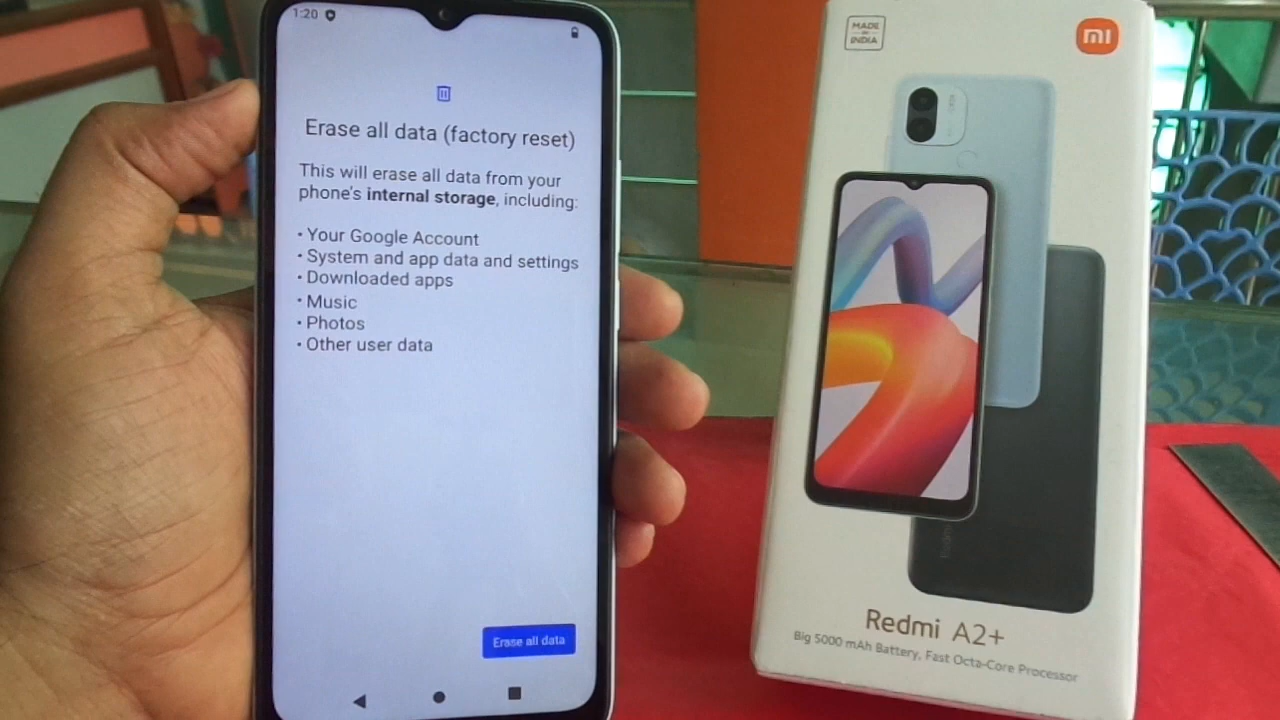 1:20
Erase all data (factory reset)
This will erase all data from your
phone's internal storage, including:
• Your Google Account
• System and app data and settings
• Downloaded apps
• Music
• Photos
• Other user data
Erase all data
MADE
IN
INDIA
mi
Redmi
Redmi A2+
Big 5000 mAh Battery, Fast Octa-Core Processor